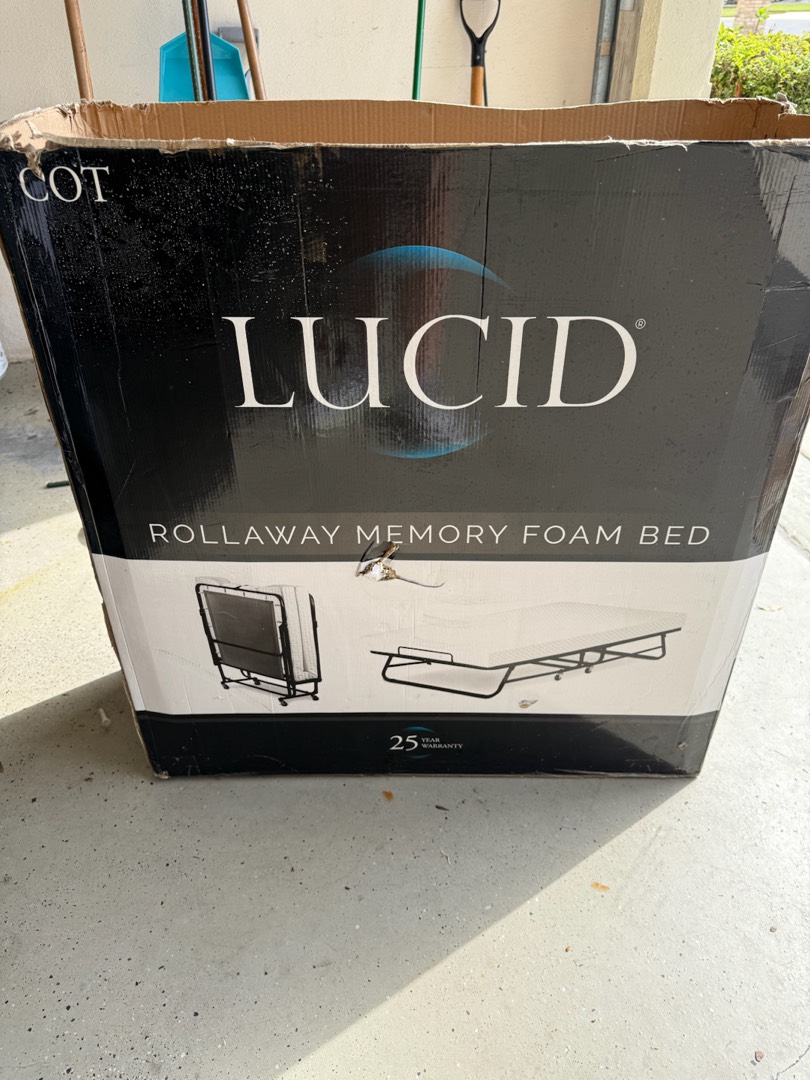 COT
LUCID®
ROLLAWAY MEMORY FOAM BED
25 YEAR
WARRANTY